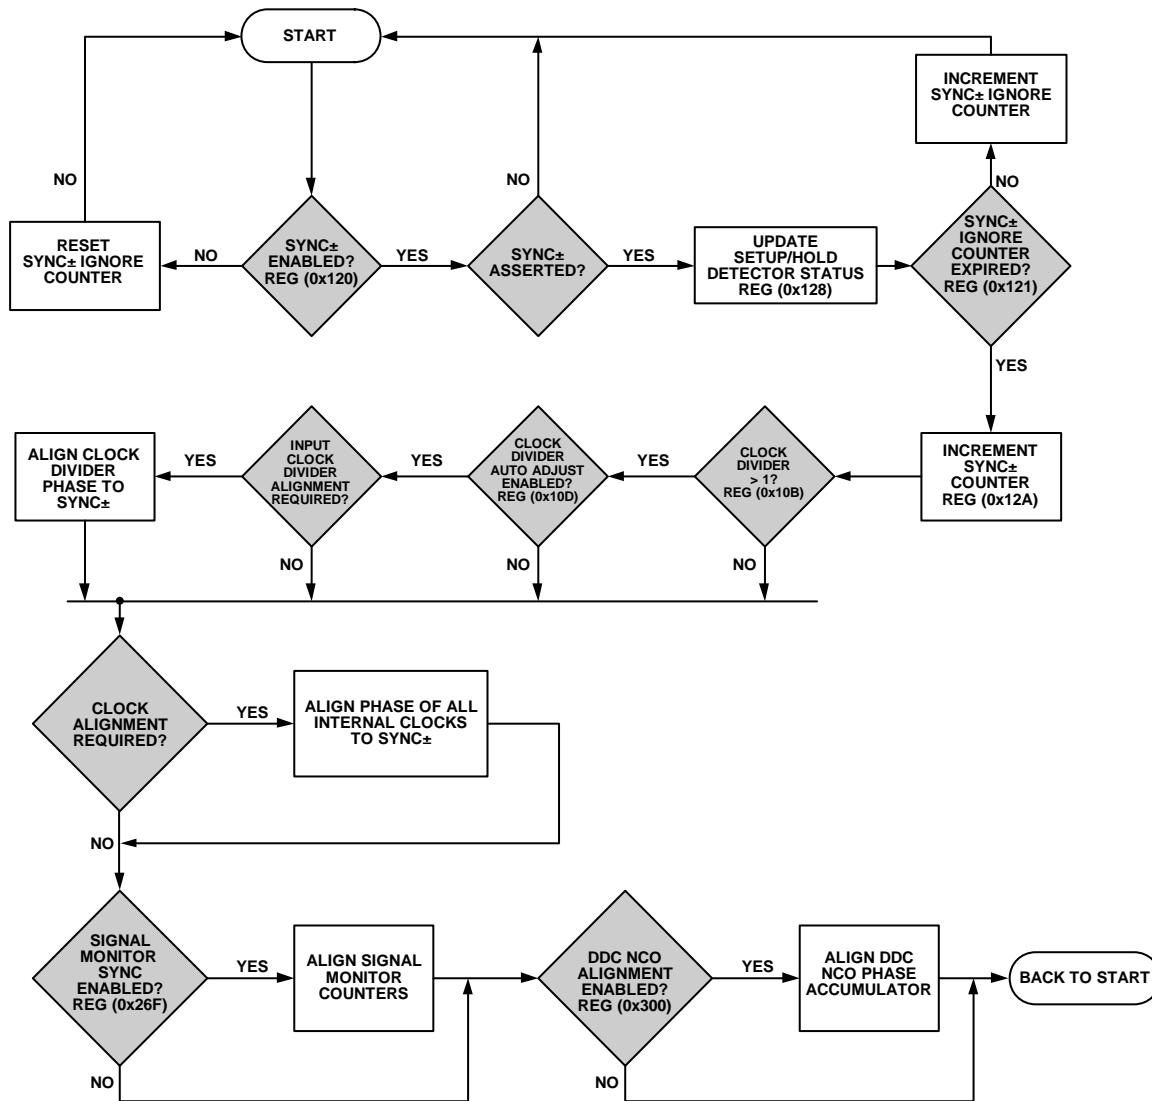 START
INCREMENT
SYNC± IGNORE
COUNTER
NO
NO
NO
RESET
SYNC± IGNORE
COUNTER
NO
SYNC±
ENABLED?
REG (0x120)
YES
SYNC±
ASSERTED?
YES
UPDATE
SETUP/HOLD
DETECTOR STATUS
REG (0x128)
SYNC±
IGNORE
COUNTER
EXPIRED?
REG (0x121)
YES
ALIGN CLOCK
DIVIDER
PHASE TO
SYNC±
YES
INPUT
CLOCK
DIVIDER
ALIGNMENT
REQUIRED?
YES
CLOCK
DIVIDER
AUTO ADJUST
ENABLED?
REG (0x10D)
YES
CLOCK
DIVIDER
> 1?
REG (0x10B)
INCREMENT
SYNC±
COUNTER
REG (0x12A)
NO
NO
NO
CLOCK
ALIGNMENT
REQUIRED?
YES
ALIGN PHASE OF ALL
INTERNAL CLOCKS
TO SYNC±
NO
SIGNAL
MONITOR
SYNC
ENABLED?
REG (0x26F)
YES
ALIGN SIGNAL
MONITOR
COUNTERS
DDC NCO
ALIGNMENT
ENABLED?
REG (0x300)
YES
ALIGN DDC
NCO PHASE
ACCUMULATOR
BACK TO START
NO
NO